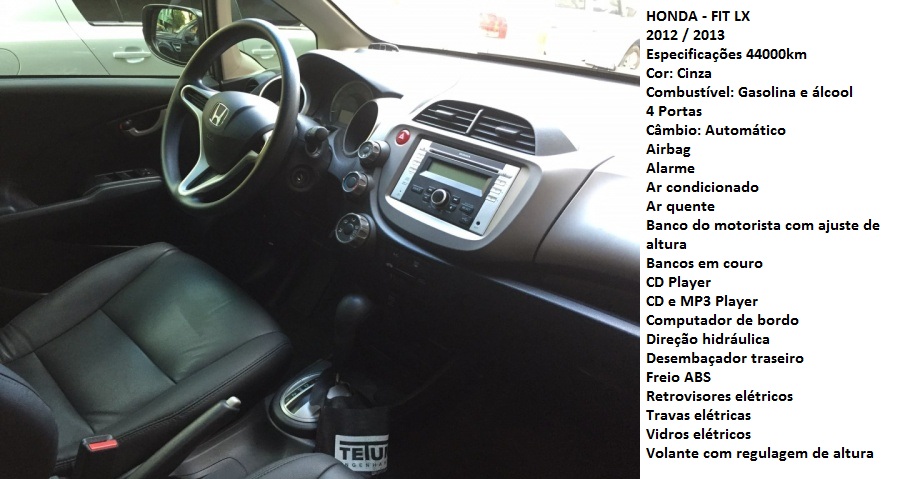 HONDA - FIT LX
2012 / 2013
Especificações 44000km
Cor: Cinza
Combustível: Gasolina e álcool
4 Portas
Câmbio: Automático
Airbag
Alarme
Ar condicionado
Ar quente
Banco do motorista com ajuste de
altura
Bancos em couro
CD Player
CD e MP3 Player
Computador de bordo
Direção hidráulica
Desembaçador traseiro
Freio ABS
Retrovisores elétricos
Travas elétricas
Vidros elétricos
Volante com regulagem de altura
TETUM